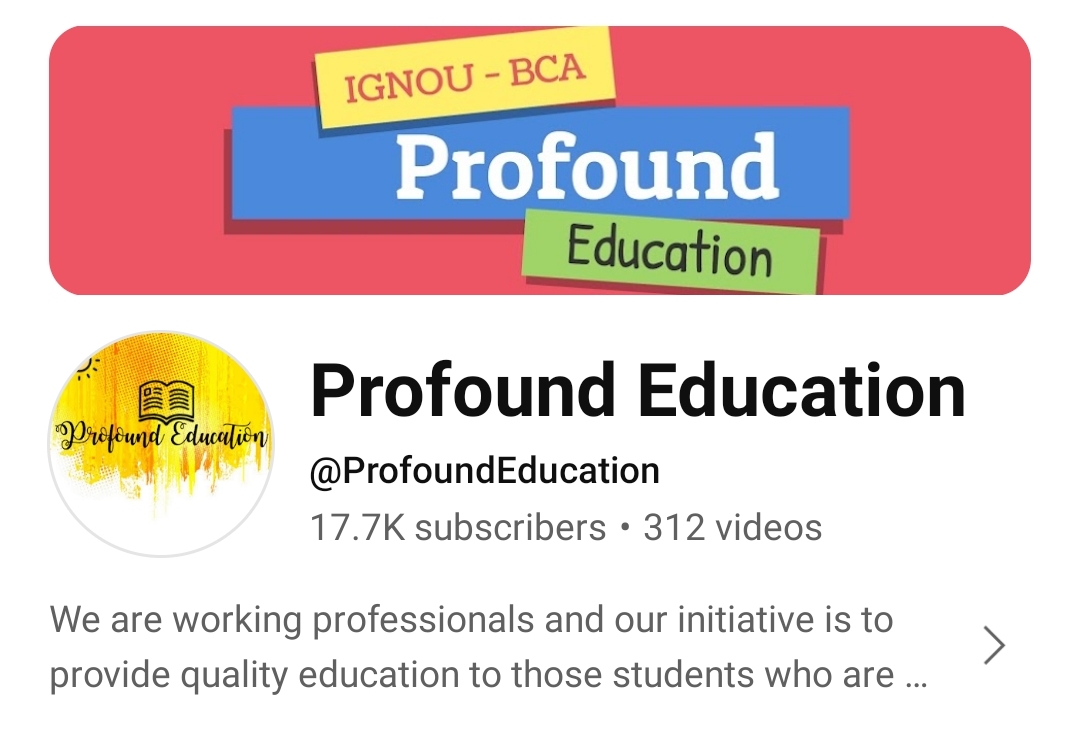 IGNOU - BCA
Profound
Education
Profound Education
Profound Education
@ProfoundEducation
17.7K subscribers • 312 videos
We are working professionals and our initiative is to
provide quality education to those students who are ...